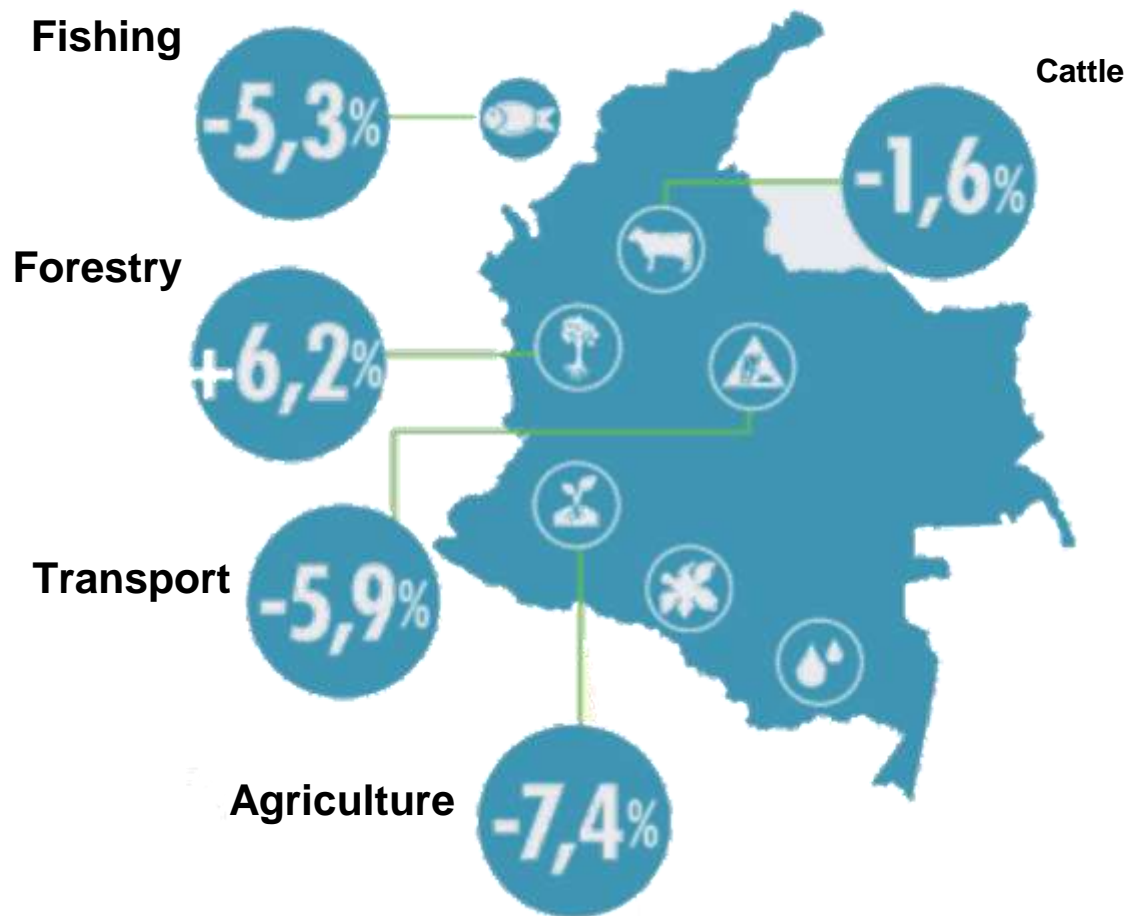 Fishing
-5,3%
Cattle
-1,6%
Forestry
+6,2%
Transport
-5,9%
Agriculture
-7,4%